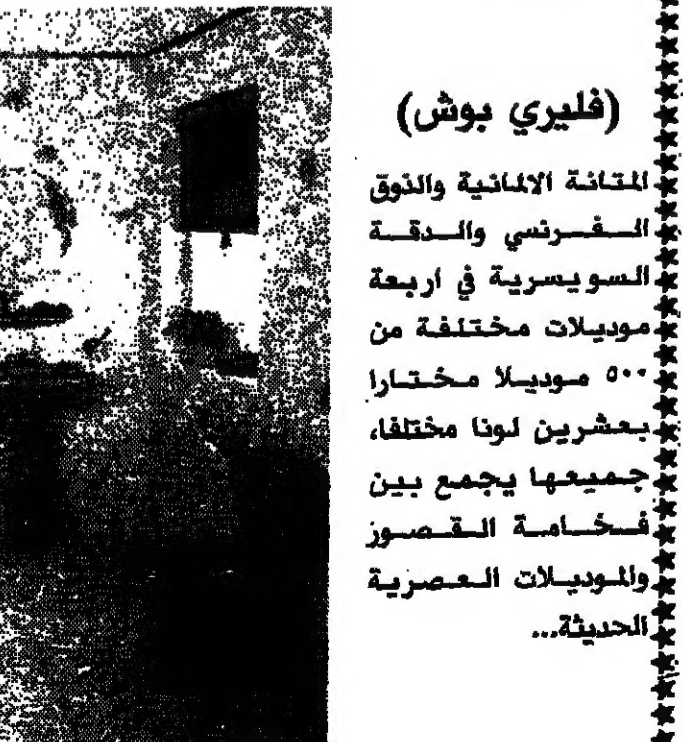 (فليري بوش)
المتانة الالمانية والذوق
الفرنسي والدقة
السويسرية في اربعة
موديلات مختلفة من
٥٠٠ موديلا مختارا
بعشرين لونا مختلفا،
جميعها يجمع بين
فخامة القصور
والموديلات العصرية
الحديثة...